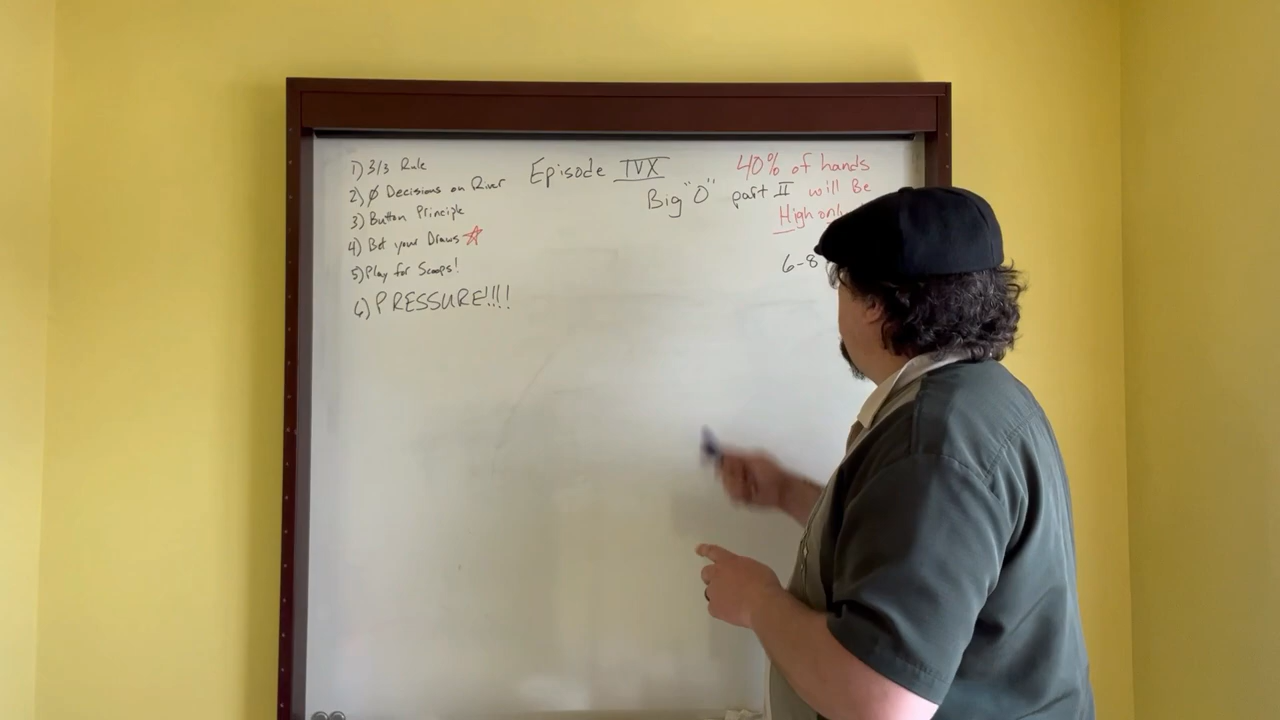 1) 3/3 Rule
2) Ø Decisions on River
3) Button Principle
4) Bet your Draws ☆
5) Play for Scoops!
6) PRESSURE!!!!
Episode IVX
Big "O" part II
40% of hands
will Be
High only
6-8